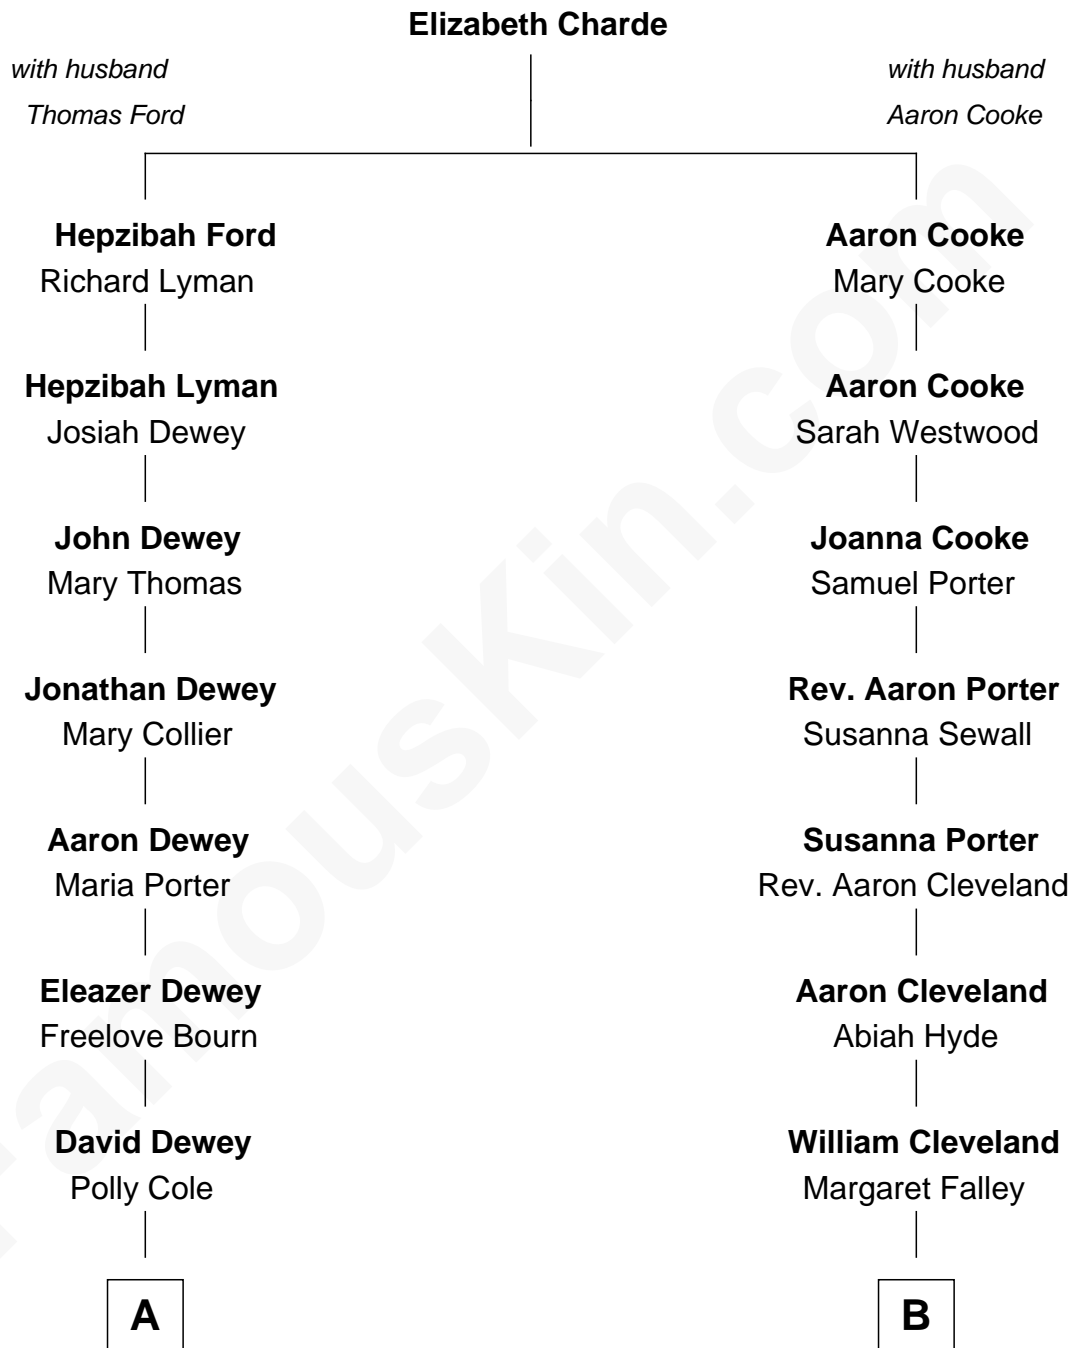 Elizabeth Charde
with husband
Thomas Ford
with husband
Aaron Cooke
Hepzibah Ford
Richard Lyman
Aaron Cooke
Mary Cooke
Hepzibah Lyman
Josiah Dewey
Aaron Cooke
Sarah Westwood
John Dewey
Mary Thomas
Joanna Cooke
Samuel Porter
Jonathan Dewey
Mary Collier
Rev. Aaron Porter
Susanna Sewall
Aaron Dewey
Maria Porter
Susanna Porter
Rev. Aaron Cleveland
Eleazer Dewey
Freelove Bourn
Aaron Cleveland
Abiah Hyde
David Dewey
Polly Cole
William Cleveland
Margaret Falley
A
B
FamousKin.com